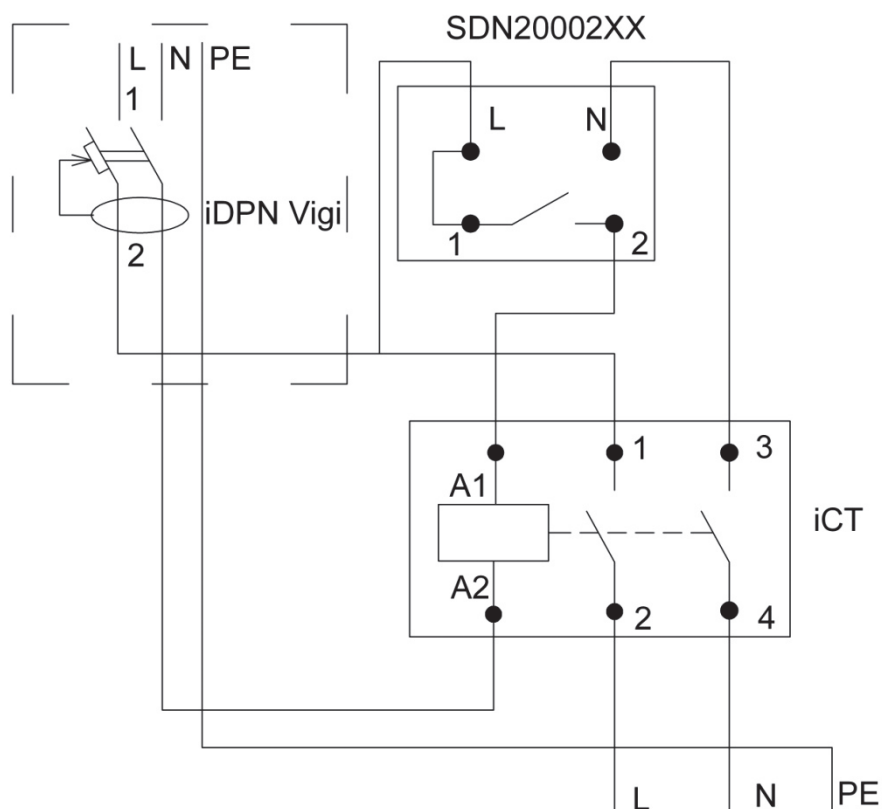 SDN20002XX
L N PE
1
L N
iDPN Vigi
2
1 2
1 3
A1
iCT
A2
2 4
L N PE